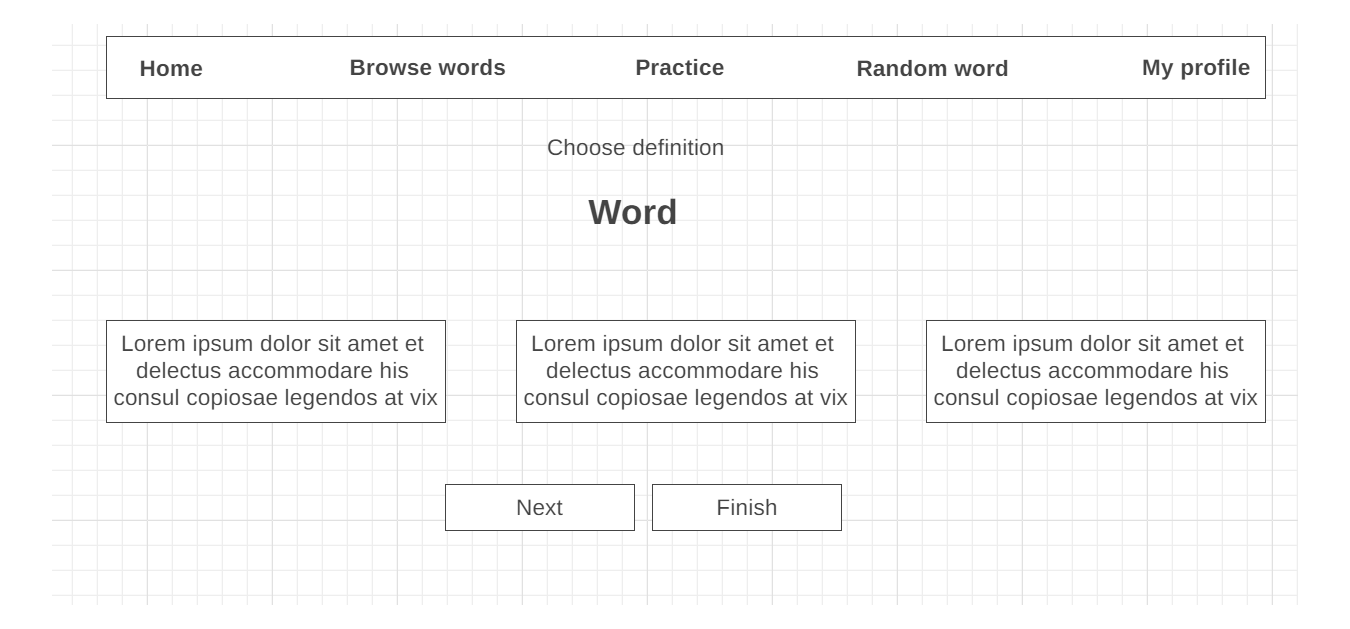 Home Browse words Practice Random word My profile
Choose definition
Word
Lorem ipsum dolor sit amet et
delectus accommodare his
consul copiosae legendos at vix
Lorem ipsum dolor sit amet et
delectus accommodare his
consul copiosae legendos at vix
Lorem ipsum dolor sit amet et
delectus accommodare his
consul copiosae legendos at vix
Next Finish